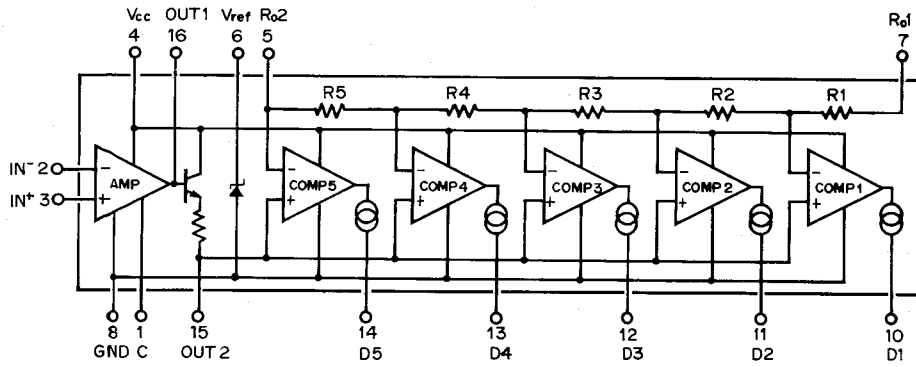 Vcc OUT1 Vref Ro2 Ro1
4 16 6 5 7
R5 R4 R3 R2 R1
IN- 2
IN+ 3
- AMP +
- COMP5 +
- COMP4 +
- COMP3 +
- COMP2 +
- COMP1 +
8 1 15 14 13 12 11 10
GND C OUT 2 D5 D4 D3 D2 D1